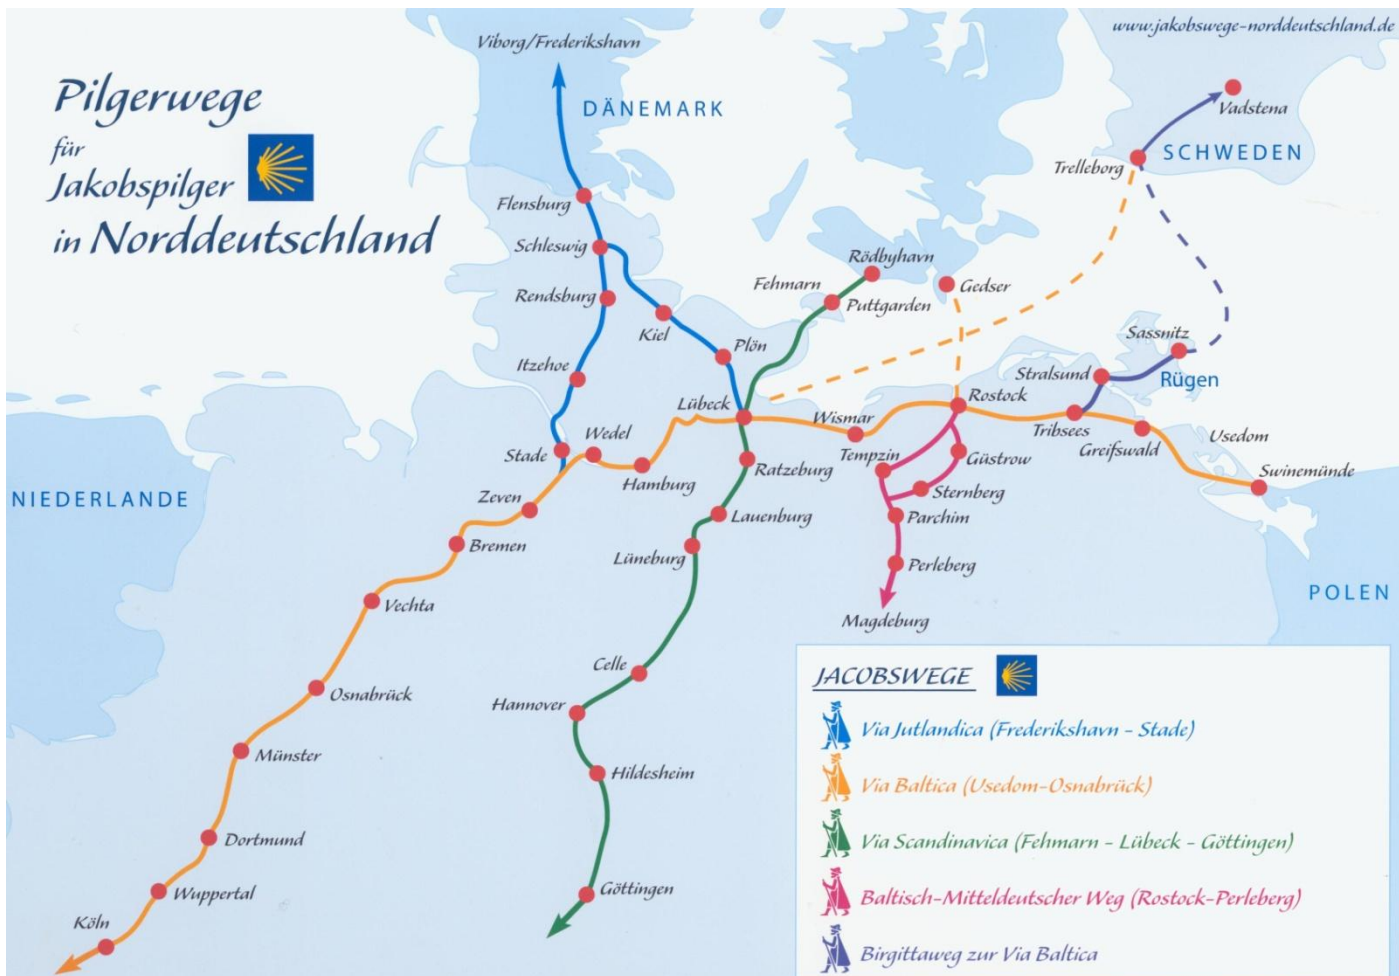 www.jakobswege-norddeutschland.de
Viborg/Frederikshavn
Pilgerwege
für
Jakobspilger
in Norddeutschland
DÄNEMARK
Vadstena
SCHWEDEN
Trelleborg
Flensburg
Schleswig
Rödbyhavn
Fehmarn
Gedser
Rendsburg
Puttgarden
Kiel
Plön
Sassnitz
Itzehoe
Stralsund
Rügen
Lübeck
Rostock
Wismar
Tribsees
Wedel
Usedom
Greifswald
Stade
Tempzin
Güstrow
Ratzeburg
Swinemünde
Hamburg
Sternberg
NIEDERLANDE
Zeven
Lauenburg
Parchim
Bremen
Lüneburg
Perleberg
POLEN
Vechta
Magdeburg
Celle
Osnabrück
Hannover
Münster
Hildesheim
Dortmund
Wuppertal
Göttingen
Köln
JACOBSWEGE
Via Jutlandica (Frederikshavn - Stade)
Via Baltica (Usedom-Osnabrück)
Via Scandinavica (Fehmarn - Lübeck - Göttingen)
Baltisch-Mitteldeutscher Weg (Rostock-Perleberg)
Birgittaweg zur Via Baltica